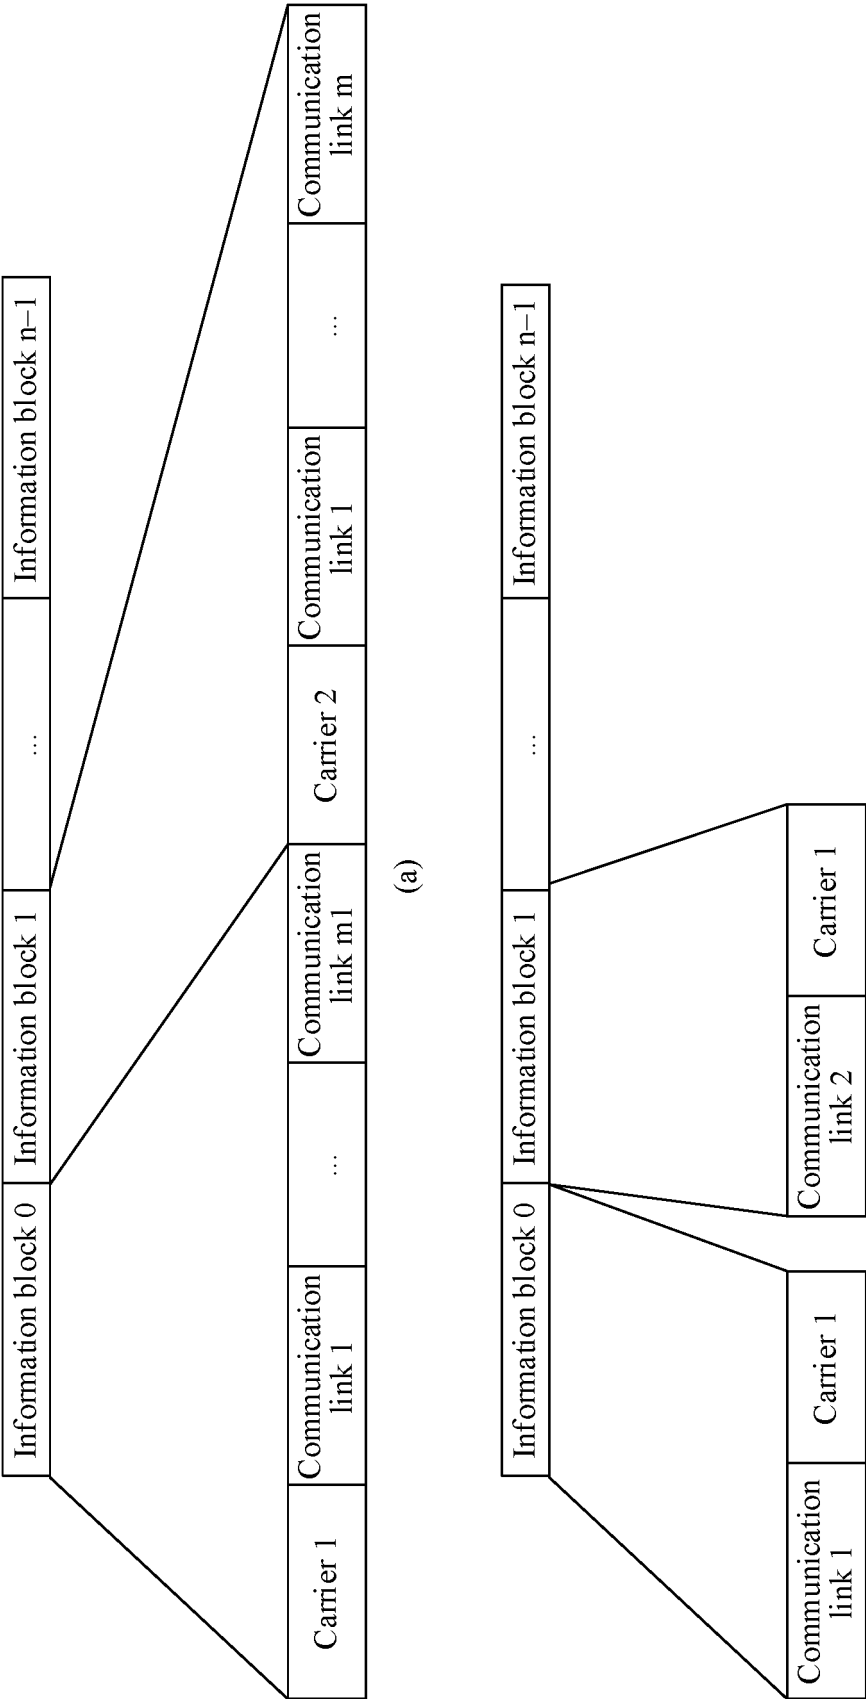 Information block 0
Information block 1
...
Information block n–1
Carrier 1
Communication
link 1
...
Communication
link m1
Carrier 2
Communication
link 1
...
Communication
link m
(a)
Information block 0
Information block 1
...
Information block n–1
Communication
link 1
Carrier 1
Communication
link 2
Carrier 1